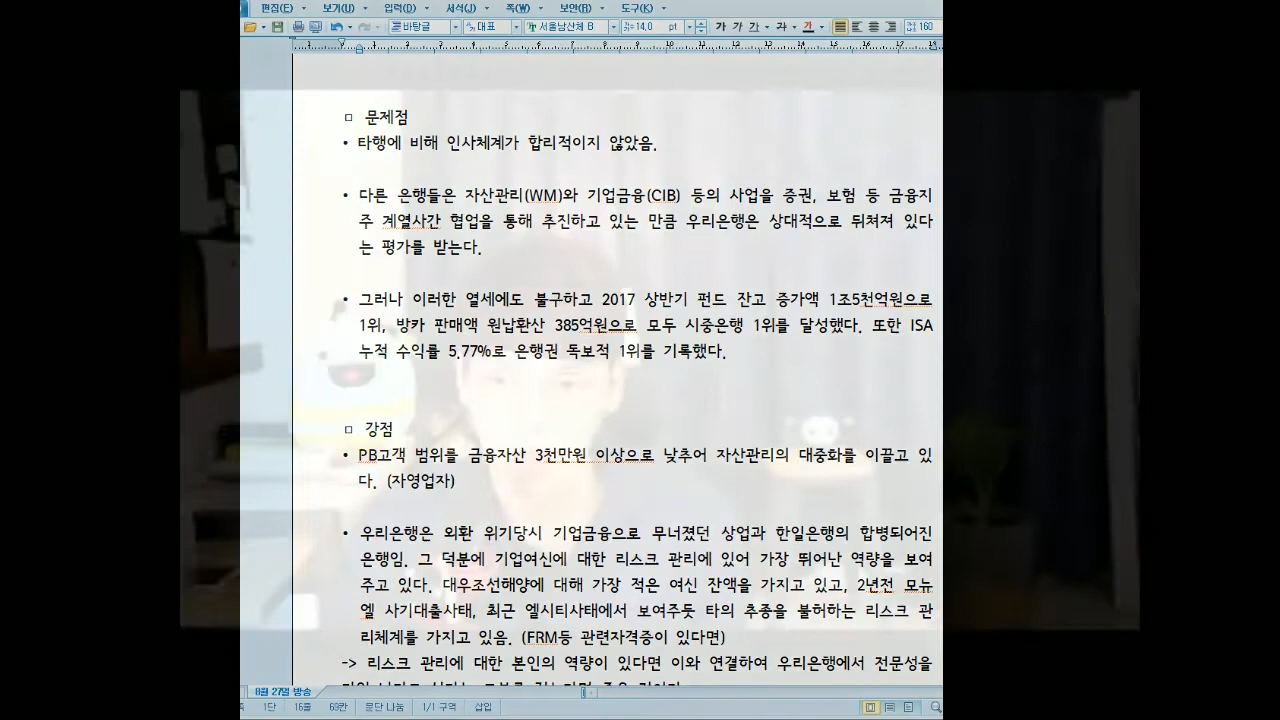 편집(E) 보기(U) 입력(D) 서식(J) 쪽(W) 보안(B) 도구(K)
바탕글 대표 서울남산체 B 14,0 pt 가 가 가 가 가 160
1 1 2 3 4 5 6 7 8 9 10 11 12 13 14 15 16 17 18
□ 문제점
• 타행에 비해 인사체계가 합리적이지 않았음.
• 다른 은행들은 자산관리(WM)와 기업금융(CIB) 등의 사업을 증권, 보험 등 금융지
주 계열사간 협업을 통해 추진하고 있는 만큼 우리은행은 상대적으로 뒤쳐져 있다
는 평가를 받는다.
• 그러나 이러한 열세에도 불구하고 2017 상반기 펀드 잔고 증가액 1조5천억원으로
1위, 방카 판매액 원납환산 385억원으로 모두 시중은행 1위를 달성했다. 또한 ISA
누적 수익률 5.77%로 은행권 독보적 1위를 기록했다.
□ 강점
• PB고객 범위를 금융자산 3천만원 이상으로 낮추어 자산관리의 대중화를 이끌고 있
다. (자영업자)
• 우리은행은 외환 위기당시 기업금융으로 무너졌던 상업과 한일은행의 합병되어진
은행임. 그 덕분에 기업여신에 대한 리스크 관리에 있어 가장 뛰어난 역량을 보여
주고 있다. 대우조선해양에 대해 가장 적은 여신 잔액을 가지고 있고, 2년전 모뉴
엘 사기대출사태, 최근 엘시티사태에서 보여주듯 타의 추종을 불허하는 리스크 관
리체계를 가지고 있음. (FRM등 관련자격증이 있다면)
-> 리스크 관리에 대한 본인의 역량이 있다면 이와 연결하여 우리은행에서 전문성을
8월 27일 방송
1단 16줄 69칸 문단 나눔 1/1 구역 삽입